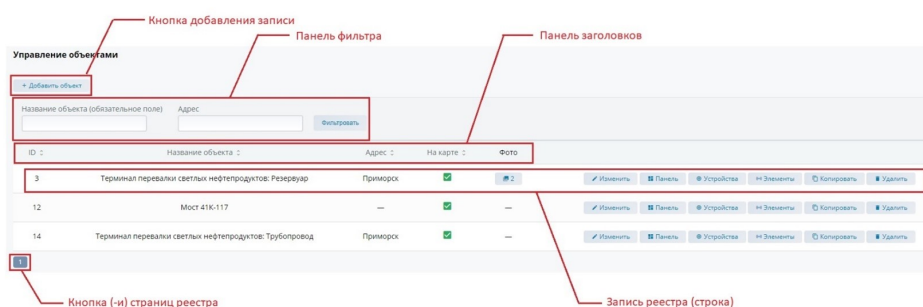 Кнопка добавления записи
Панель фильтра
Панель заголовков
Управление объектами
+ Добавить объект
Название объекта (обязательное поле) Адрес
Фильтровать
ID Название объекта Адрес На карте Фото
3 Терминал перевалки светлых нефтепродуктов: Резервуар Приморск 2 Изменить Панель Устройства Элементы Копировать Удалить
12 Мост 41К-117 — — Изменить Панель Устройства Элементы Копировать Удалить
14 Терминал перевалки светлых нефтепродуктов: Трубопровод Приморск — Изменить Панель Устройства Элементы Копировать Удалить
1
Кнопка (-и) страниц реестра
Запись реестра (строка)